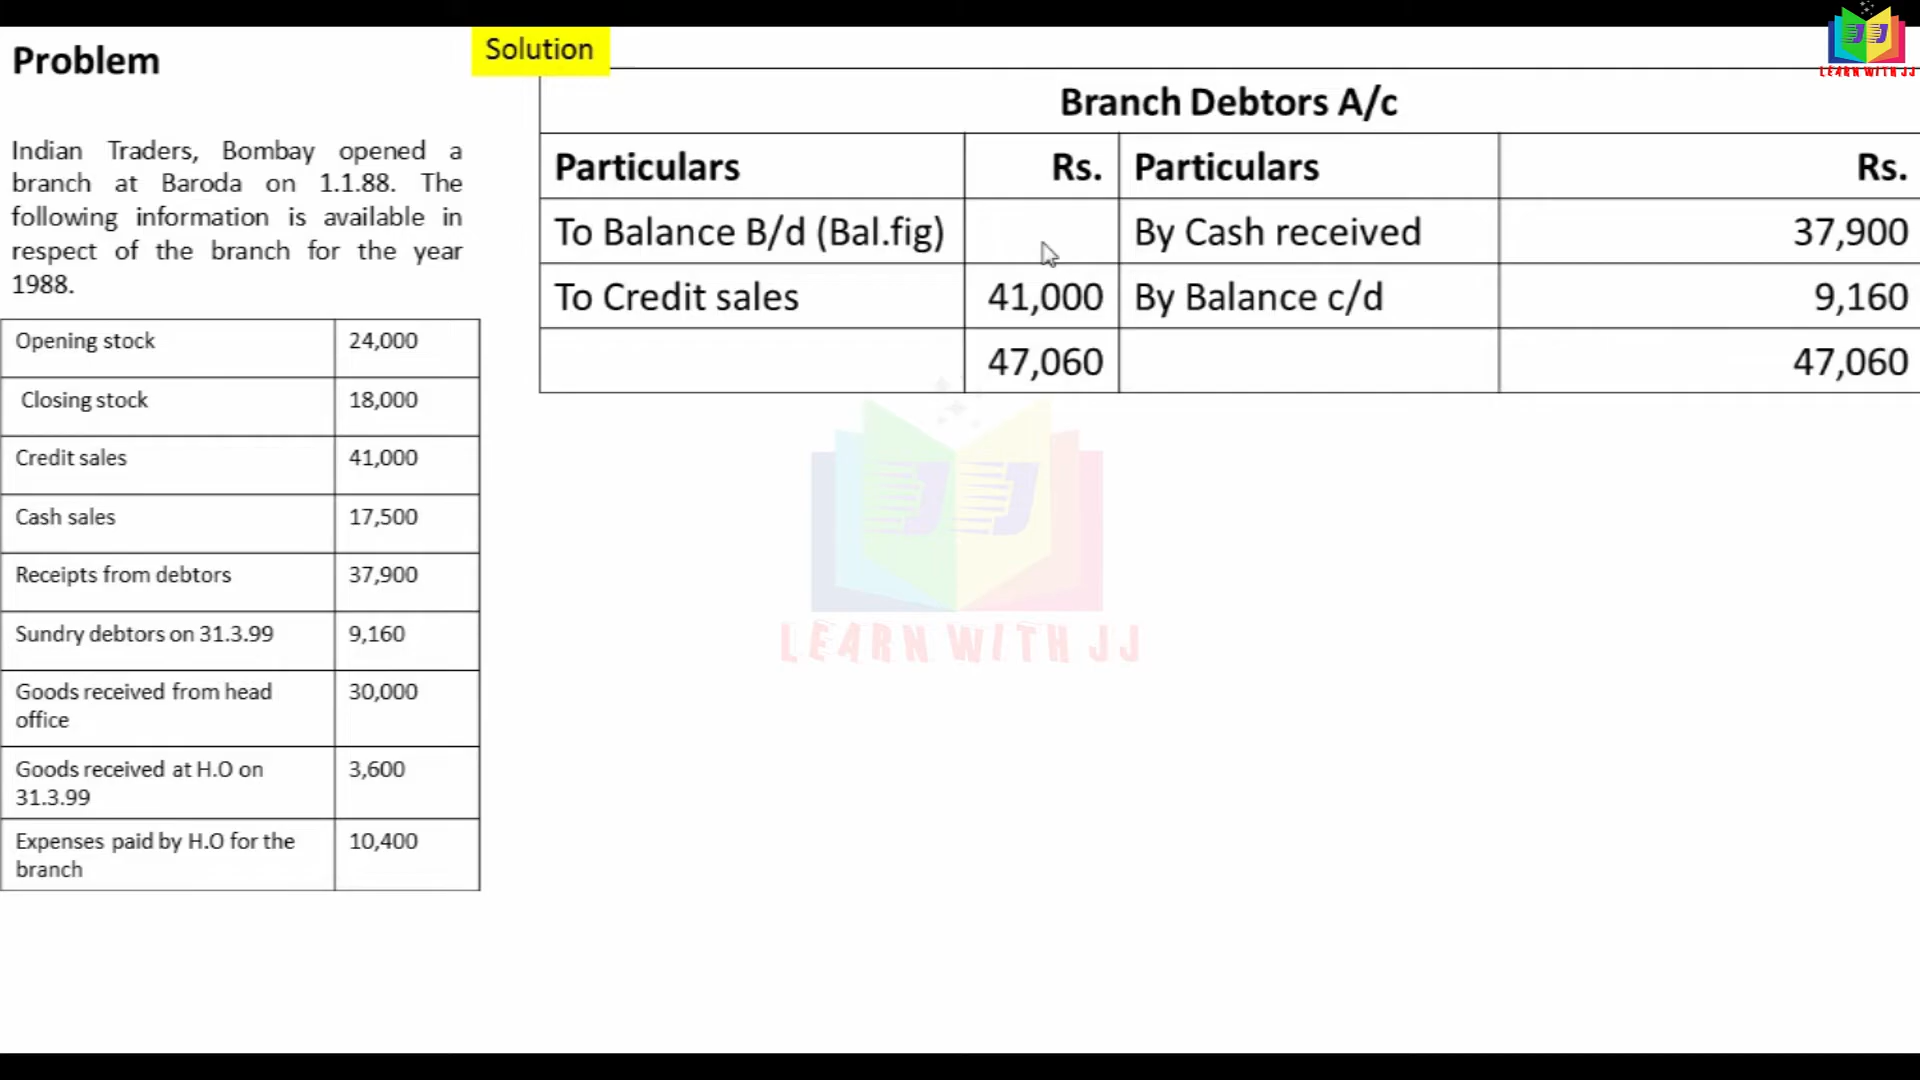 Problem
Indian Traders, Bombay opened a
branch at Baroda on 1.1.88. The
following information is available in
respect of the branch for the year
1988.
Opening stock 24,000
Closing stock 18,000
Credit sales 41,000
Cash sales 17,500
Receipts from debtors 37,900
Sundry debtors on 31.3.99 9,160
Goods received from head 30,000
office
Goods received at H.O on 3,600
31.3.99
Expenses paid by H.O for the 10,400
branch
Solution
Branch Debtors A/c
Particulars Rs. Particulars Rs.
To Balance B/d (Bal.fig) By Cash received 37,900
To Credit sales 41,000 By Balance c/d 9,160
47,060 47,060
JJ
LEARN WITH JJ
JJ
LEARN WITH JJ